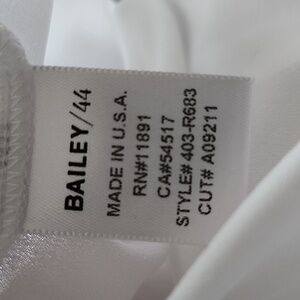 BAILEY/44
MADE IN U.S.A.
RN#11891
CA#54517
STYLE# 403-R683
CUT# A09211